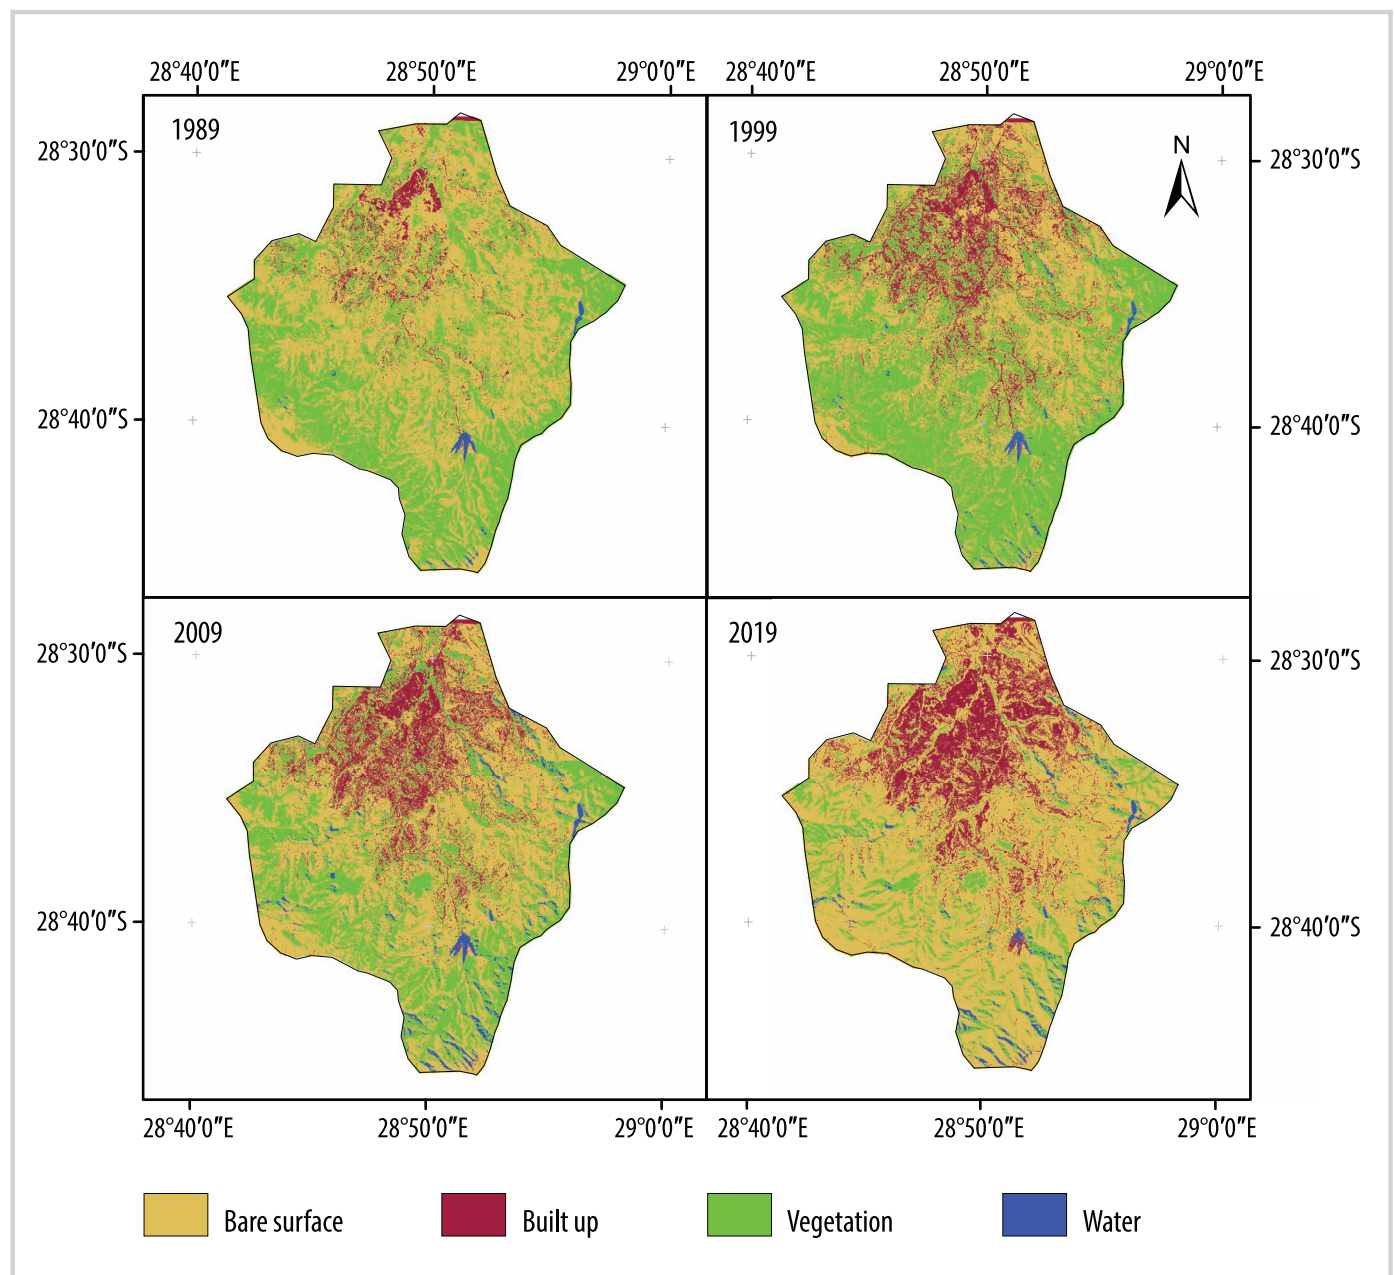 28°40′0″E 28°50′0″E 29°0′0″E 28°40′0″E 28°50′0″E 29°0′0″E
1989
1999
N
28°30′0″S
28°30′0″S
28°40′0″S
28°40′0″S
2009
2019
28°30′0″S
28°30′0″S
28°40′0″S
28°40′0″S
28°40′0″E 28°50′0″E 29°0′0″E 28°40′0″E 28°50′0″E 29°0′0″E
Bare surface Built up Vegetation Water